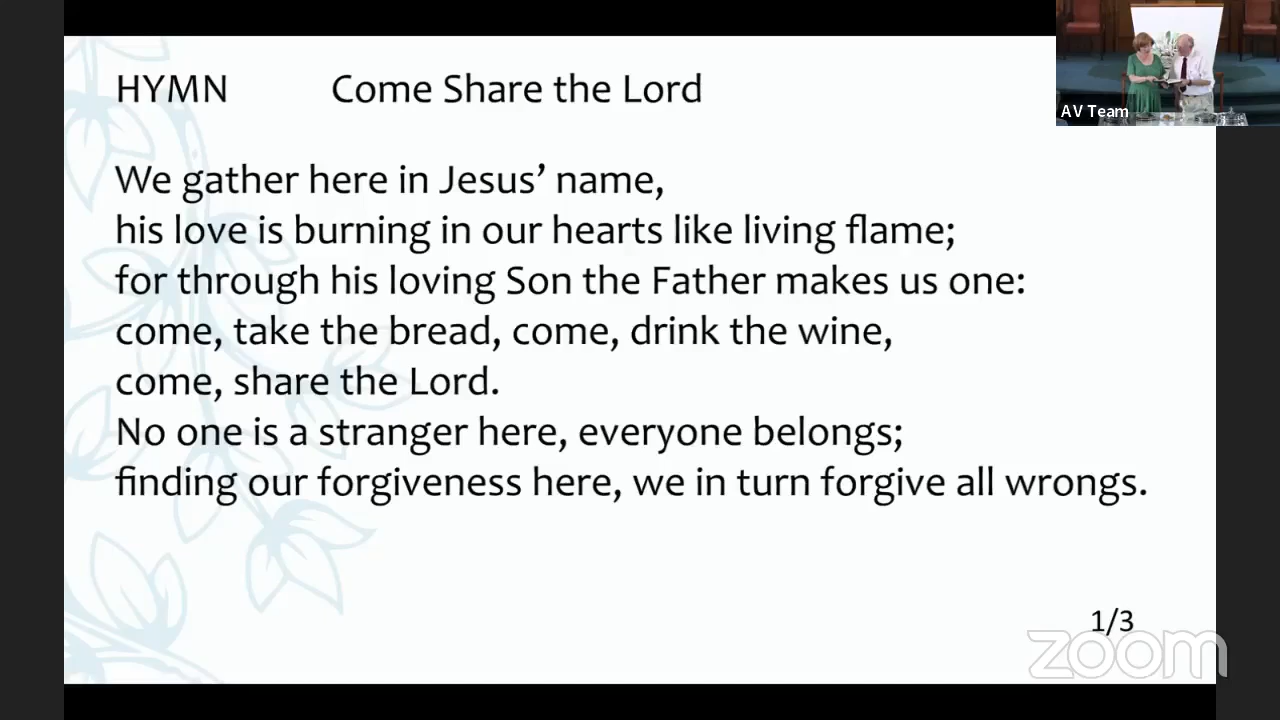 HYMN Come Share the Lord
AV Team
We gather here in Jesus’ name,
his love is burning in our hearts like living flame;
for through his loving Son the Father makes us one:
come, take the bread, come, drink the wine,
come, share the Lord.
No one is a stranger here, everyone belongs;
finding our forgiveness here, we in turn forgive all wrongs.
1/3
zoom